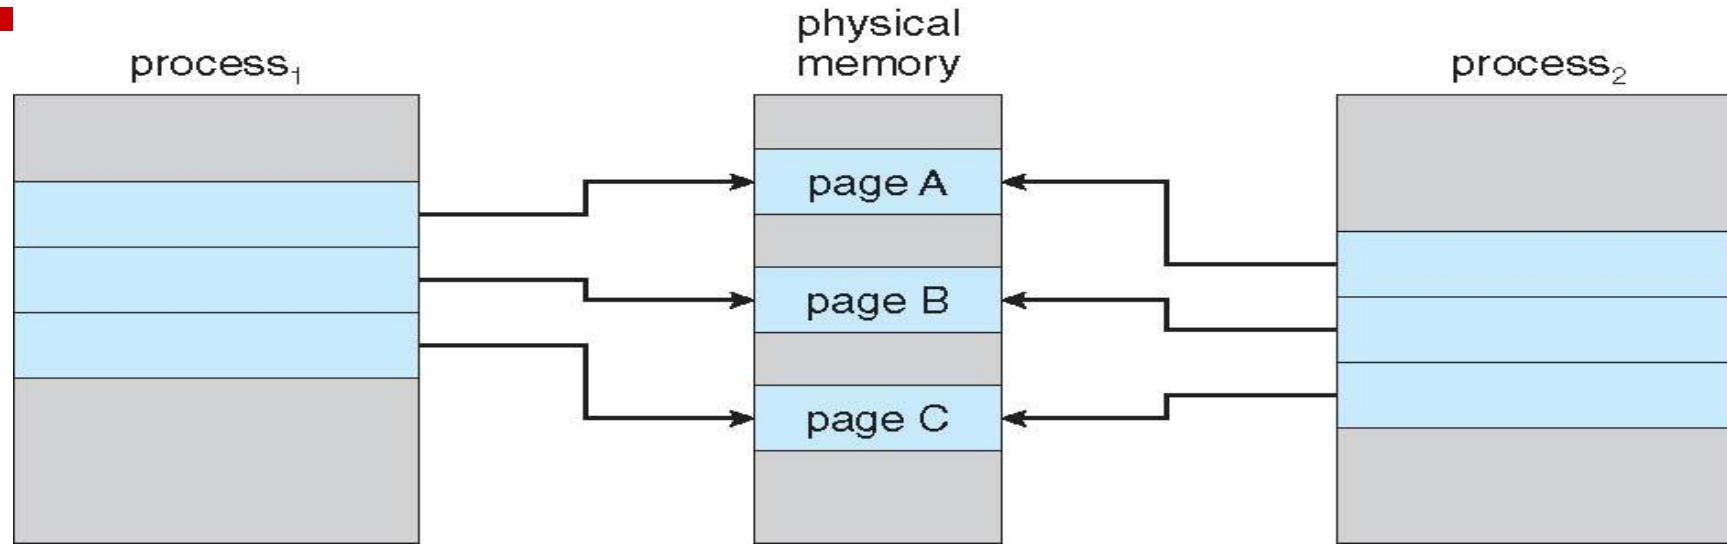 process₁
physical
memory
process₂
page A
page B
page C